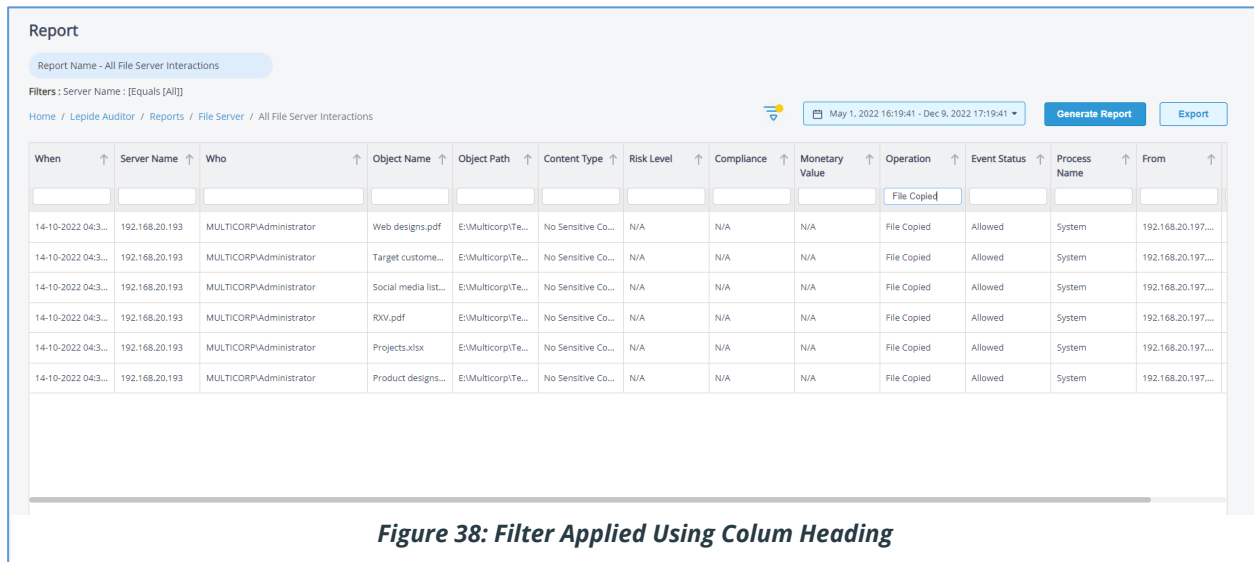 Report
Report Name - All File Server Interactions
Filters : Server Name : [Equals [All]]
Home / Lepide Auditor / Reports / File Server / All File Server Interactions
May 1, 2022 16:19:41 - Dec 9, 2022 17:19:41
Generate Report
Export
When Server Name Who Object Name Object Path Content Type Risk Level Compliance Monetary Value Operation Event Status Process Name From
File Copied
14-10-2022 04:3... 192.168.20.193 MULTICORP\Administrator Web designs.pdf E:\Multicorp\Te... No Sensitive Co... N/A N/A N/A File Copied Allowed System 192.168.20.197,...
14-10-2022 04:3... 192.168.20.193 MULTICORP\Administrator Target custome... E:\Multicorp\Te... No Sensitive Co... N/A N/A N/A File Copied Allowed System 192.168.20.197,...
14-10-2022 04:3... 192.168.20.193 MULTICORP\Administrator Social media list... E:\Multicorp\Te... No Sensitive Co... N/A N/A N/A File Copied Allowed System 192.168.20.197,...
14-10-2022 04:3... 192.168.20.193 MULTICORP\Administrator RXV.pdf E:\Multicorp\Te... No Sensitive Co... N/A N/A N/A File Copied Allowed System 192.168.20.197,...
14-10-2022 04:3... 192.168.20.193 MULTICORP\Administrator Projects.xlsx E:\Multicorp\Te... No Sensitive Co... N/A N/A N/A File Copied Allowed System 192.168.20.197,...
14-10-2022 04:3... 192.168.20.193 MULTICORP\Administrator Product designs... E:\Multicorp\Te... No Sensitive Co... N/A N/A N/A File Copied Allowed System 192.168.20.197,...
Figure 38: Filter Applied Using Colum Heading